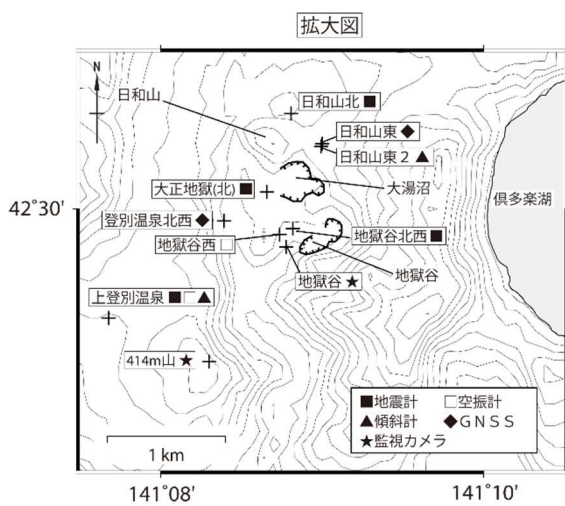 拡大図
N
日和山
日和山北 ■
日和山東 ◆
日和山東2 ▲
大正地獄(北) ■
大湯沼
倶多楽湖
42°30'
登別温泉北西 ◆
地獄谷西 □
地獄谷北西 ■
地獄谷 ★
地獄谷
上登別温泉 ■□▲
414m山 ★
■地震計 □空振計
▲傾斜計 ◆GNSS
★監視カメラ
1 km
141°08' 141°10'